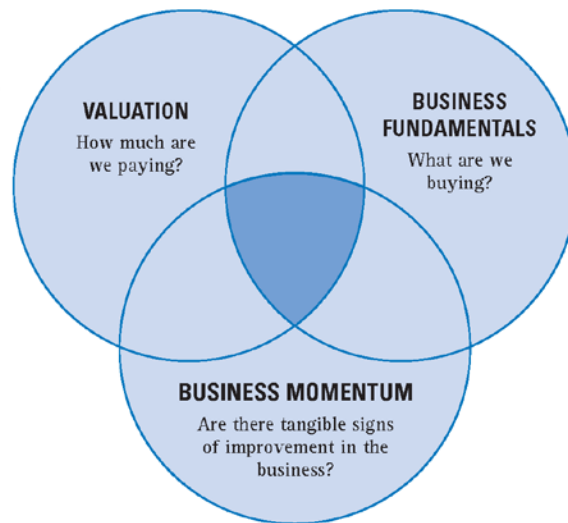 VALUATION
How much are
we paying?
BUSINESS
FUNDAMENTALS
What are we
buying?
BUSINESS MOMENTUM
Are there tangible signs
of improvement in the
business?